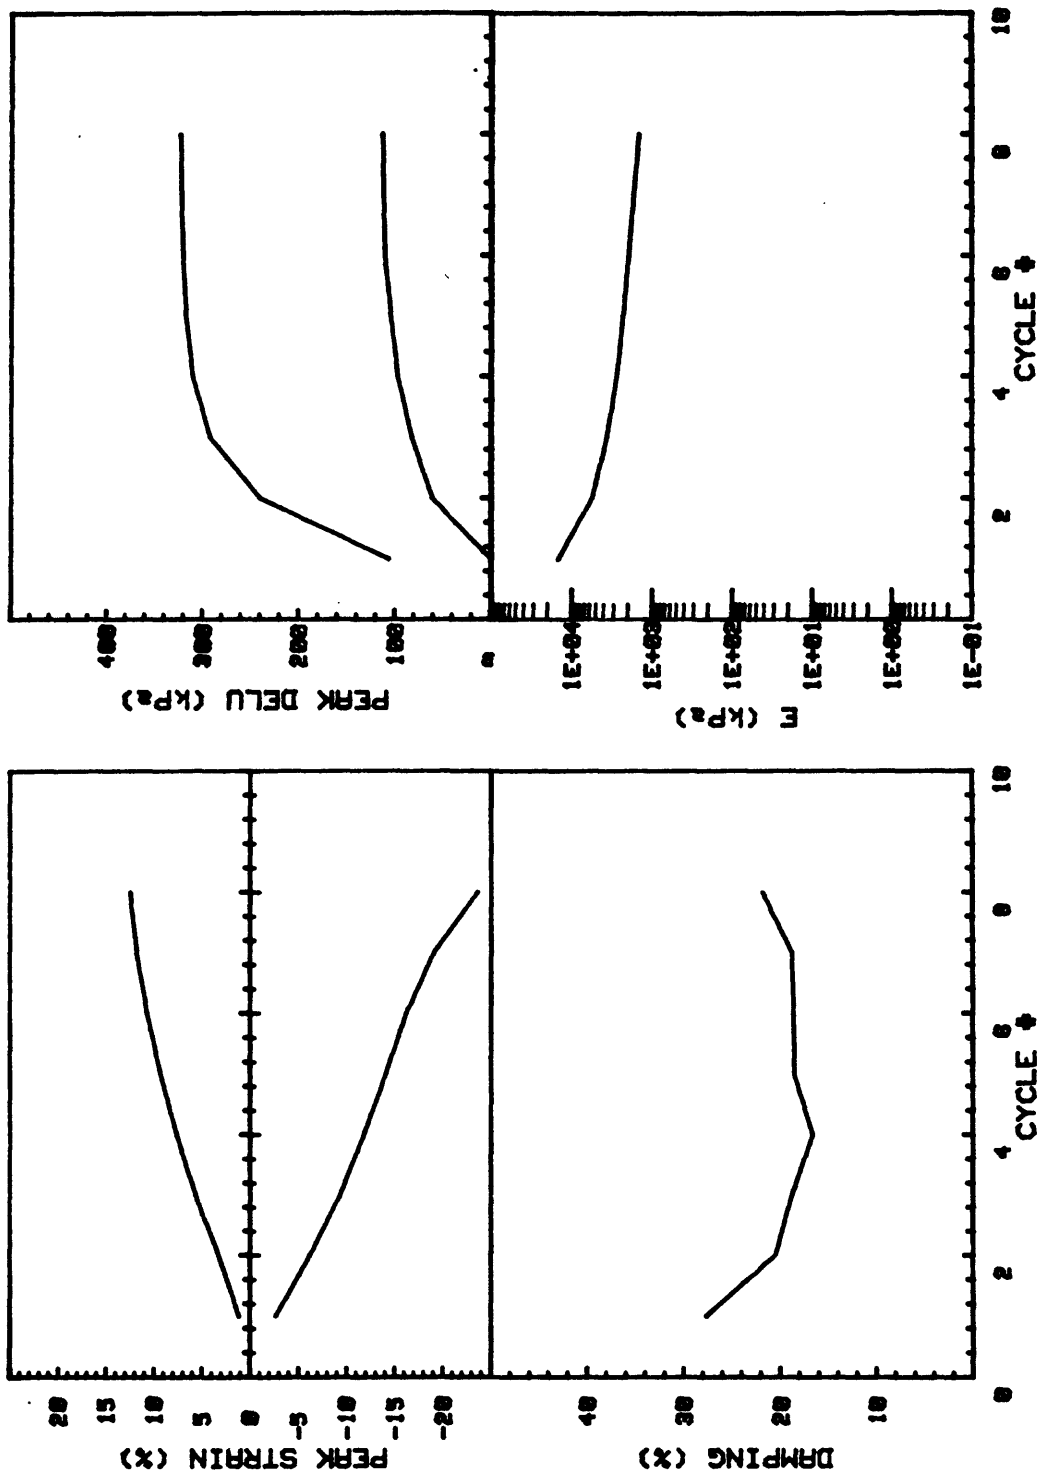 PEAK STRAIN (%)
20
15
10
5
0
-5
-10
-15
-20
DAMPING (%)
40
30
20
10
0
2
4
6
8
10
CYCLE #
PEAK DELU (kPa)
400
300
200
100
0
E (kPa)
1E+04
1E+03
1E+02
1E+01
1E+00
1E-01
2
4
6
8
10
CYCLE #